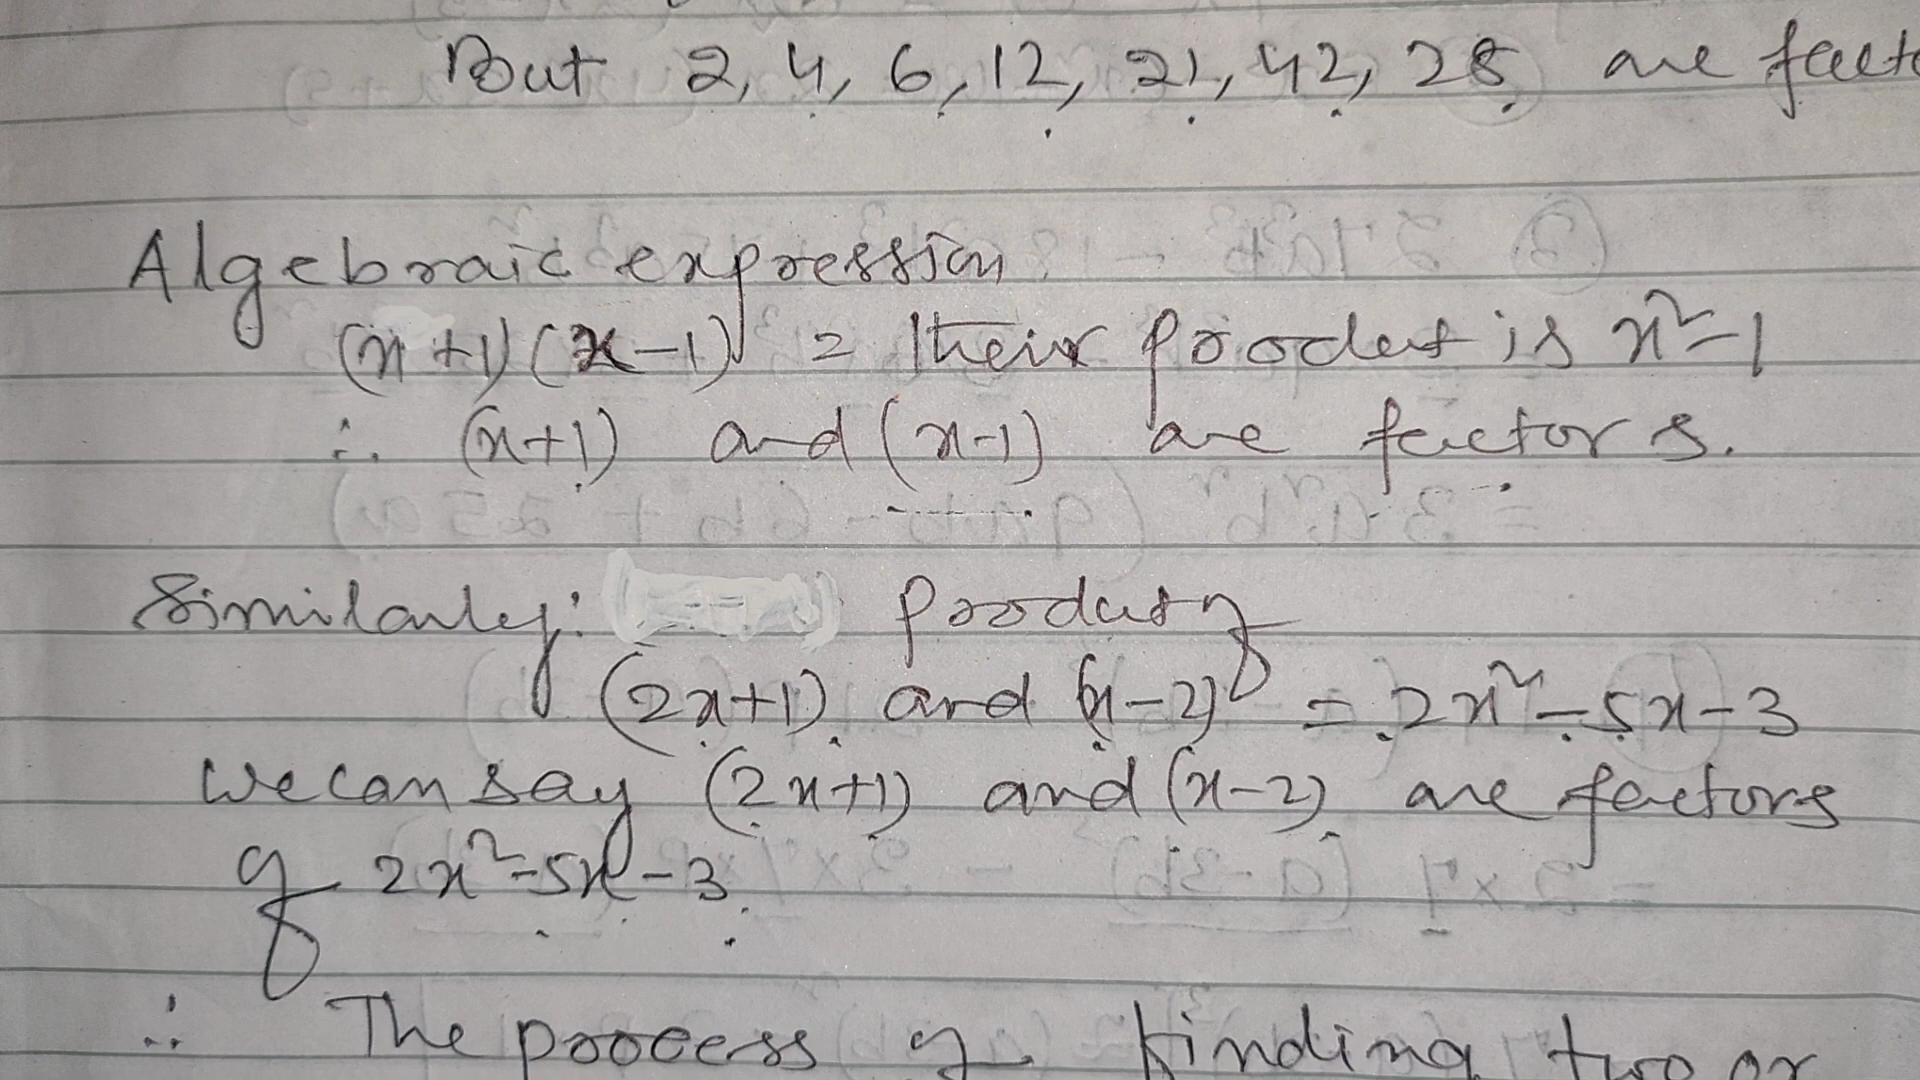 But 2, 4, 6, 12, 21, 42, 28 are facto
Algebraic expression
(x+1)(x-1) = their product is x²-1
∴ (x+1) and (x-1) are factors.
Similarly: product of
(2x+1) and (x-2) = 2x²-5x-3
We can say (2x+1) and (x-2) are factors
of 2x²-5x-3
∴ The process of finding two or